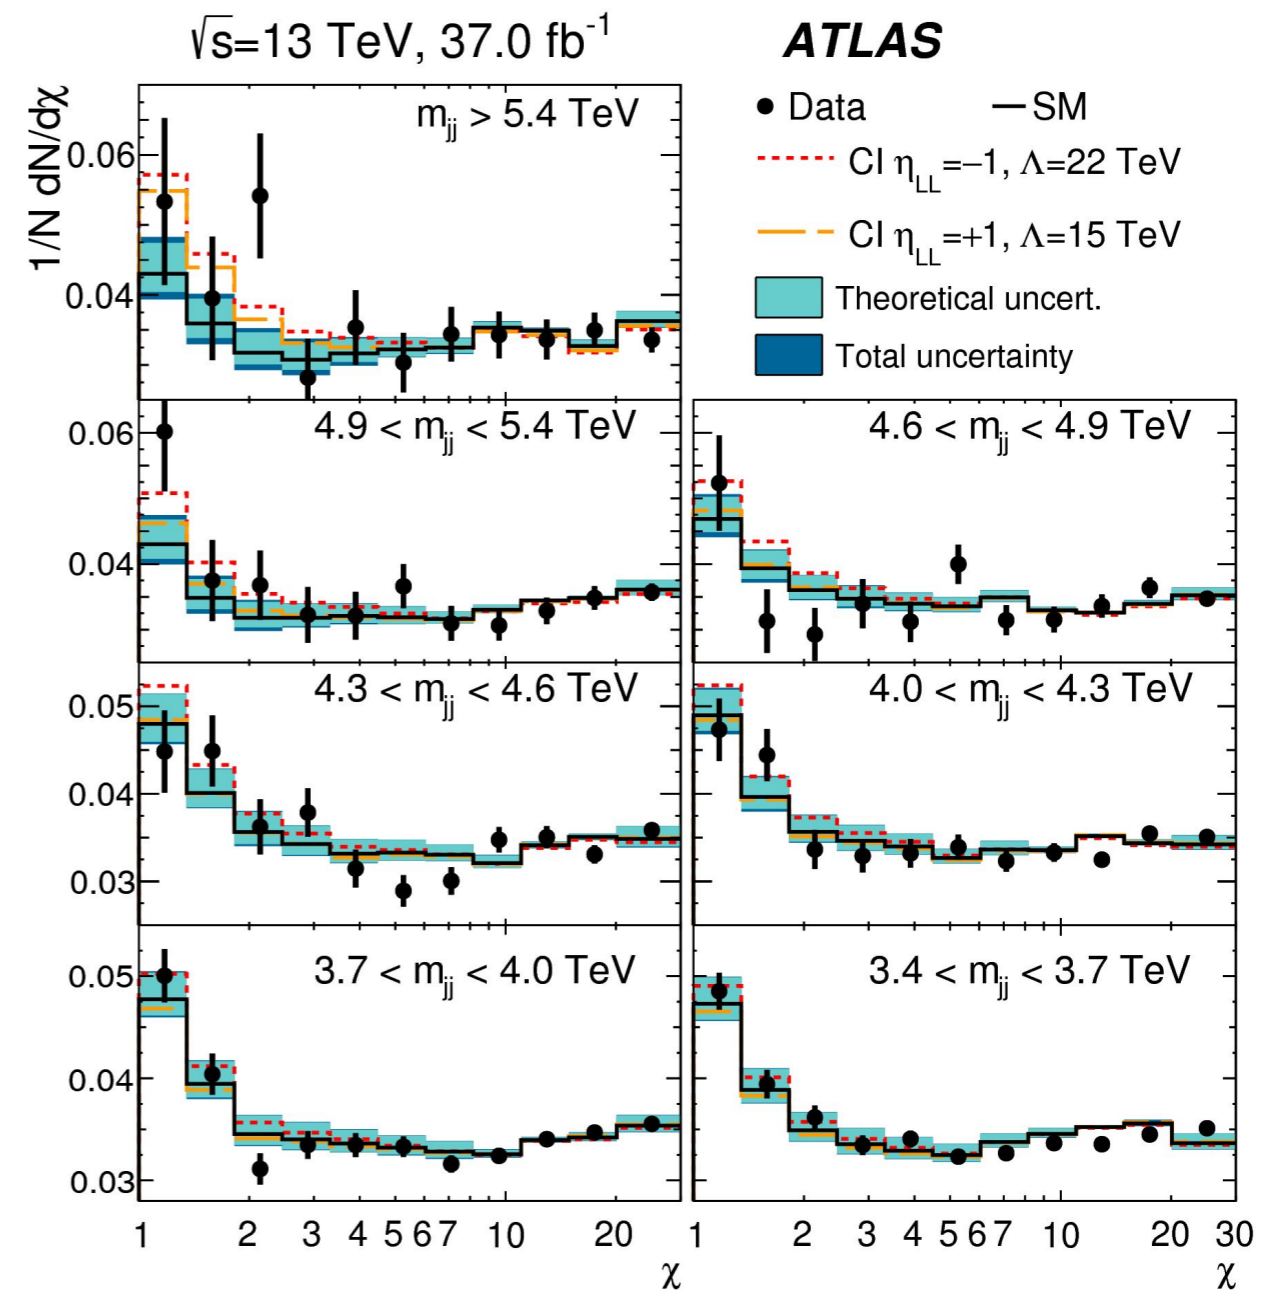 √s=13 TeV, 37.0 fb⁻¹
ATLAS
1/N dN/dχ
m_jj > 5.4 TeV
0.06
0.04
Data
SM
CI η_LL=−1, Λ=22 TeV
CI η_LL=+1, Λ=15 TeV
Theoretical uncert.
Total uncertainty
4.9 < m_jj < 5.4 TeV
0.06
0.04
4.6 < m_jj < 4.9 TeV
4.3 < m_jj < 4.6 TeV
0.05
0.04
0.03
4.0 < m_jj < 4.3 TeV
3.7 < m_jj < 4.0 TeV
0.05
0.04
0.03
3.4 < m_jj < 3.7 TeV
1 2 3 4 5 6 7 10 20
χ
1 2 3 4 5 6 7 10 20 30
χ